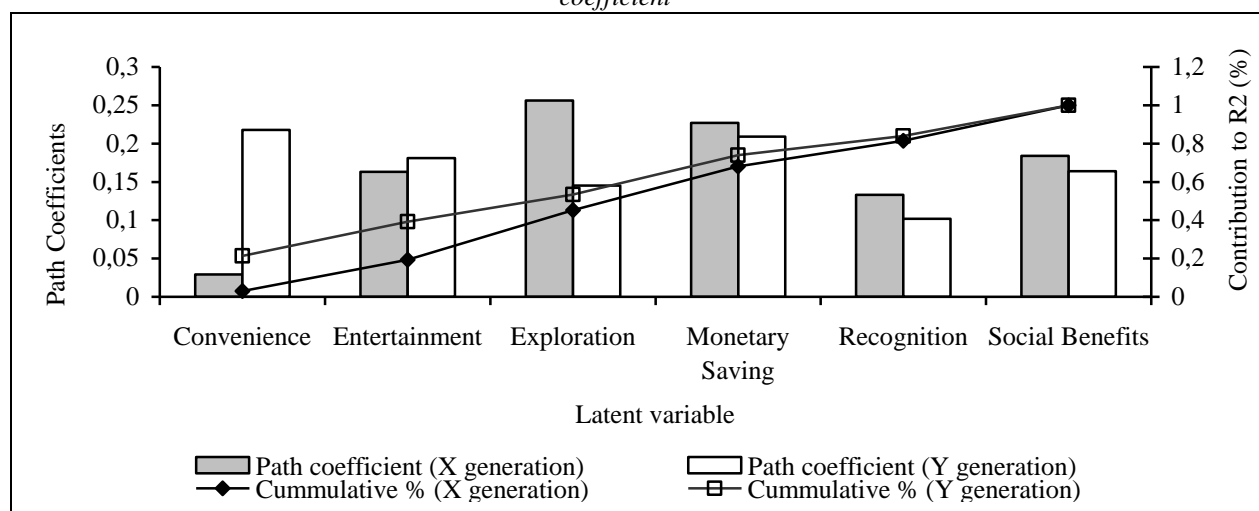 coefficient
0,3
0,25
0,2
0,15
0,1
0,05
0
Path Coefficients
1,2
1
0,8
0,6
0,4
0,2
0
Contribution to R2 (%)
Convenience Entertainment Exploration Monetary Saving Recognition Social Benefits
Latent variable
Path coefficient (X generation) Path coefficient (Y generation)
Cummulative % (X generation) Cummulative % (Y generation)